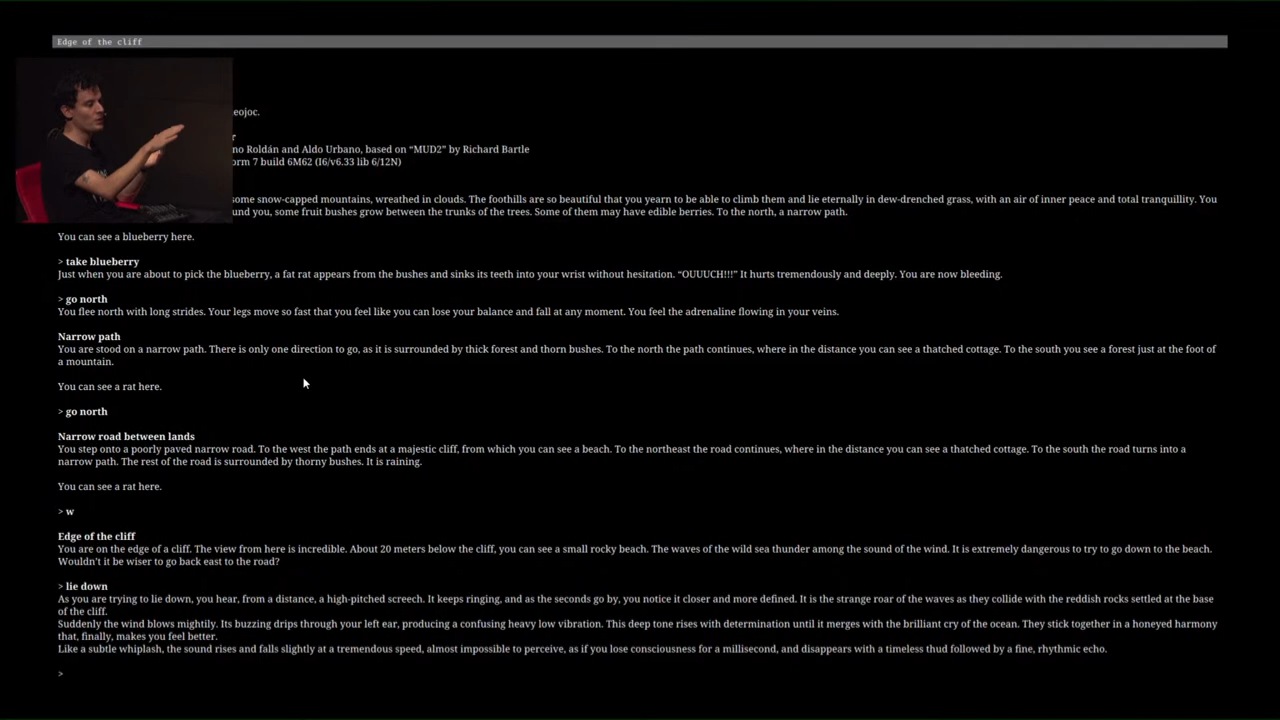 Edge of the cliff
eojoc.
no Roldán and Aldo Urbano, based on “MUD2” by Richard Bartle
orm 7 build 6M62 (I6/v6.33 lib 6/12N)
some snow-capped mountains, wreathed in clouds. The foothills are so beautiful that you yearn to be able to climb them and lie eternally in dew-drenched grass, with an air of inner peace and total tranquillity. You
und you, some fruit bushes grow between the trunks of the trees. Some of them may have edible berries. To the north, a narrow path.
You can see a blueberry here.
> take blueberry
Just when you are about to pick the blueberry, a fat rat appears from the bushes and sinks its teeth into your wrist without hesitation. “OUUUCH!!!” It hurts tremendously and deeply. You are now bleeding.
> go north
You flee north with long strides. Your legs move so fast that you feel like you can lose your balance and fall at any moment. You feel the adrenaline flowing in your veins.
Narrow path
You are stood on a narrow path. There is only one direction to go, as it is surrounded by thick forest and thorn bushes. To the north the path continues, where in the distance you can see a thatched cottage. To the south you see a forest just at the foot of
a mountain.
You can see a rat here.
> go north
Narrow road between lands
You step onto a poorly paved narrow road. To the west the path ends at a majestic cliff, from which you can see a beach. To the northeast the road continues, where in the distance you can see a thatched cottage. To the south the road turns into a
narrow path. The rest of the road is surrounded by thorny bushes. It is raining.
You can see a rat here.
> w
Edge of the cliff
You are on the edge of a cliff. The view from here is incredible. About 20 meters below the cliff, you can see a small rocky beach. The waves of the wild sea thunder among the sound of the wind. It is extremely dangerous to try to go down to the beach.
Wouldn’t it be wiser to go back east to the road?
> lie down
As you are trying to lie down, you hear, from a distance, a high-pitched screech. It keeps ringing, and as the seconds go by, you notice it closer and more defined. It is the strange roar of the waves as they collide with the reddish rocks settled at the base
of the cliff.
Suddenly the wind blows mightily. Its buzzing drips through your left ear, producing a confusing heavy low vibration. This deep tone rises with determination until it merges with the brilliant cry of the ocean. They stick together in a honeyed harmony
that, finally, makes you feel better.
Like a subtle whiplash, the sound rises and falls slightly at a tremendous speed, almost impossible to perceive, as if you lose consciousness for a millisecond, and disappears with a timeless thud followed by a fine, rhythmic echo.
>